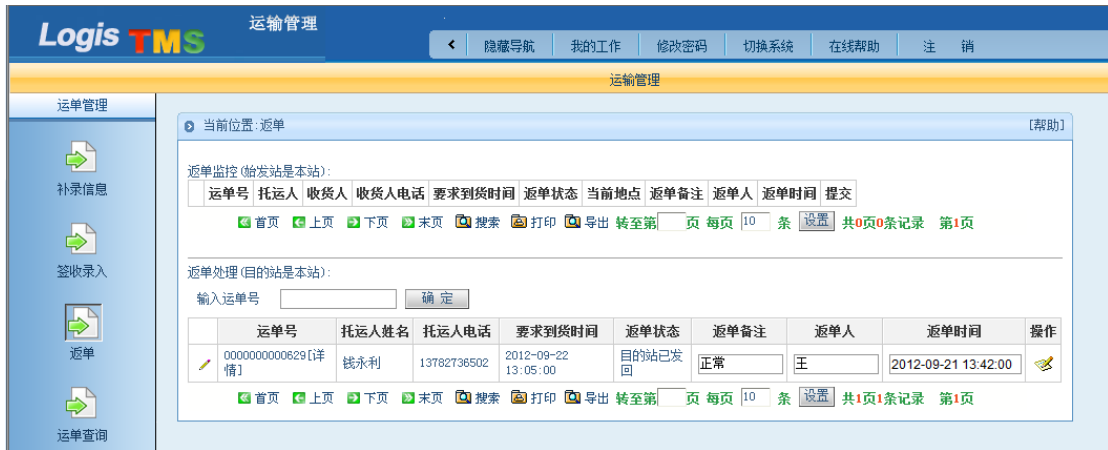 Logis TMS
运输管理
隐藏导航 我的工作 修改密码 切换系统 在线帮助 注 销
运输管理
运单管理
补录信息
签收录入
返单
运单查询
当前位置:返单 [帮助]
返单监控(始发站是本站):
运单号 托运人 收货人 收货人电话 要求到货时间 返单状态 当前地点 返单备注 返单人 返单时间 提交
首页 上页 下页 末页 搜索 打印 导出 转至第 页 每页 10 条 设置 共0页0条记录 第1页
返单处理(目的站是本站):
输入运单号 确 定
运单号 托运人姓名 托运人电话 要求到货时间 返单状态 返单备注 返单人 返单时间 操作
0000000000629[详 钱永利 13782736502 2012-09-22 目的站已发 正常 王 2012-09-21 13:42:00
情] 13:05:00 回
首页 上页 下页 末页 搜索 打印 导出 转至第 页 每页 10 条 设置 共1页1条记录 第1页